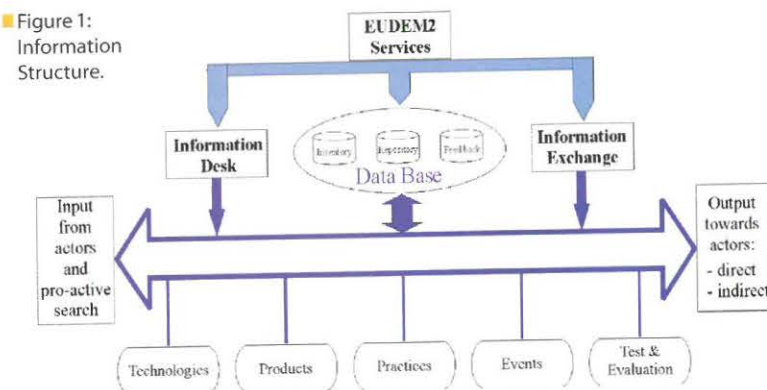 Figure 1:
Information
Structure.
EUDEM2
Services
Information
Desk
Inventory
Repository
Feedback
Data Base
Information
Exchange
Input
from
actors
and
pro-active
search
Output
towards
actors:
- direct
- indirect
Technologies
Products
Practices
Events
Test &
Evaluation